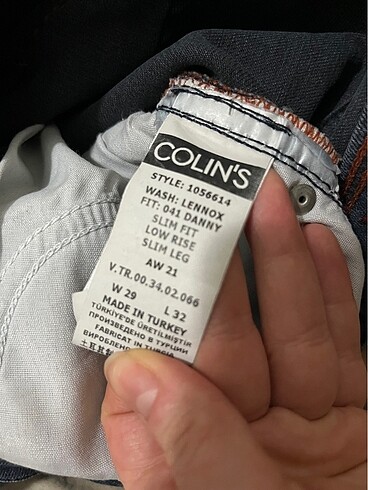 COLIN'S
STYLE: 1056614
WASH: LENNOX
FIT: 041 DANNY
SLIM FIT
LOW RISE
SLIM LEG
AW 21
V.TR.00.34.02.066
W 29 L 32
MADE IN TURKEY
TÜRKİYE'DE ÜRETİLMİŞTİR
ПРОИЗВЕДЕНО В ТУРЦИИ
FABRICAT IN TURCIA